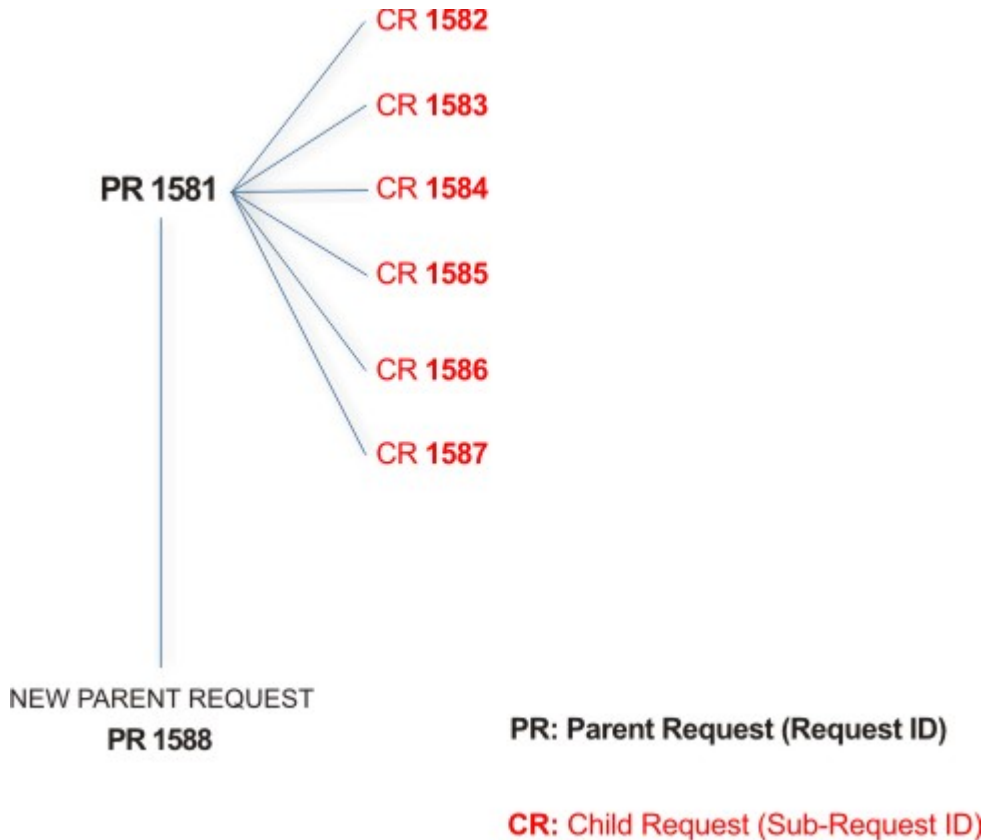 CR 1582
CR 1583
PR 1581
CR 1584
CR 1585
CR 1586
CR 1587
NEW PARENT REQUEST
PR 1588
PR: Parent Request (Request ID)
CR: Child Request (Sub-Request ID)